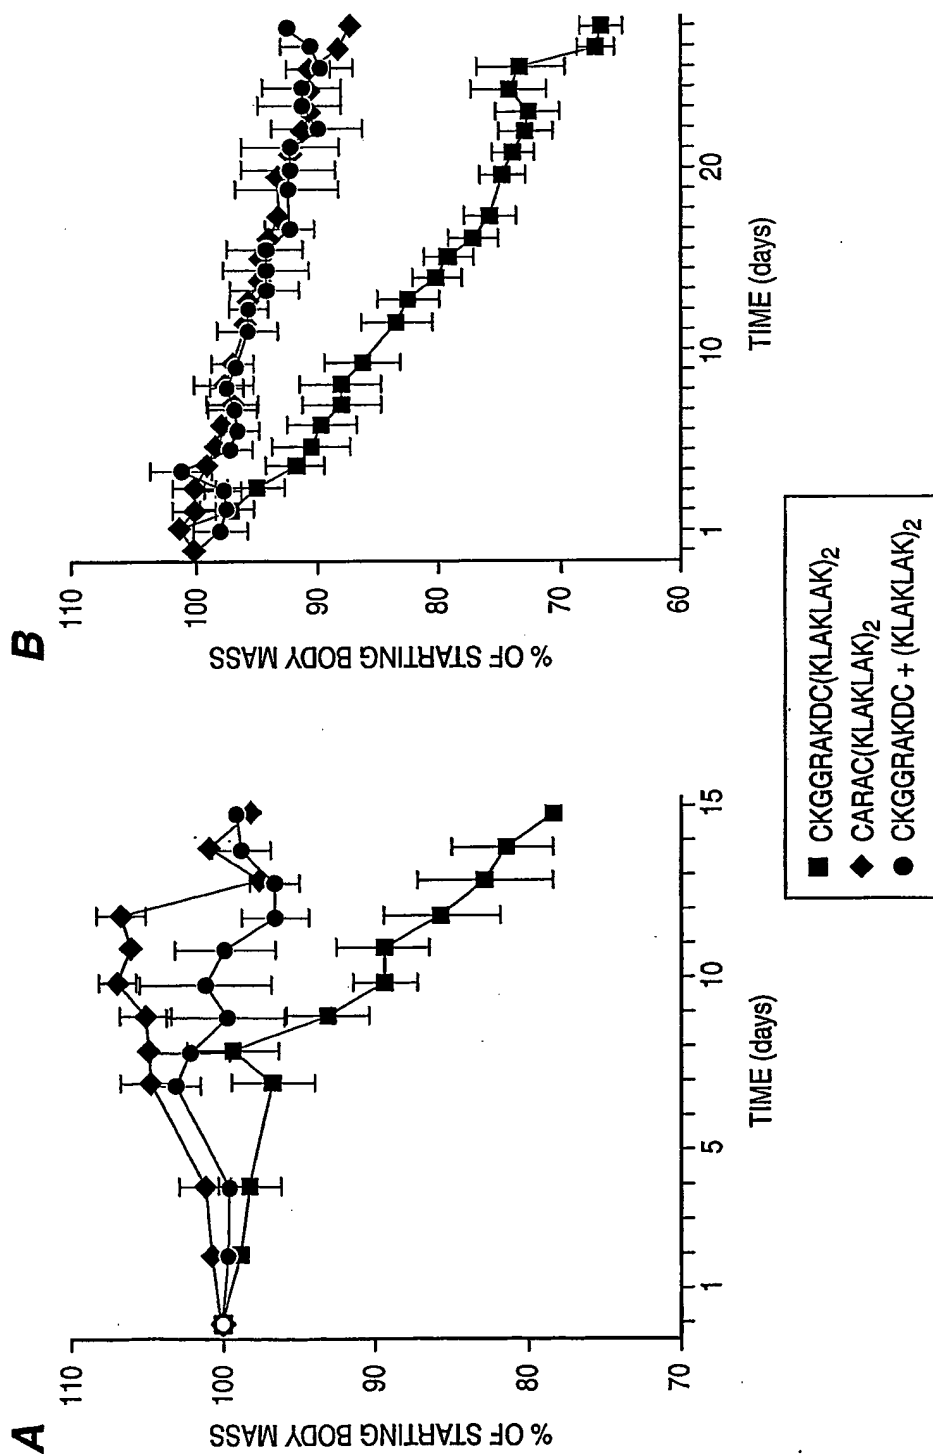 A
% OF STARTING BODY MASS
110
100
90
80
70
1
5
10
15
TIME (days)
B
% OF STARTING BODY MASS
110
100
90
80
70
60
1
10
20
TIME (days)
CKGGRAKDC(KLAKLAK)2
CARAC(KLAKLAK)2
CKGGRAKDC + (KLAKLAK)2